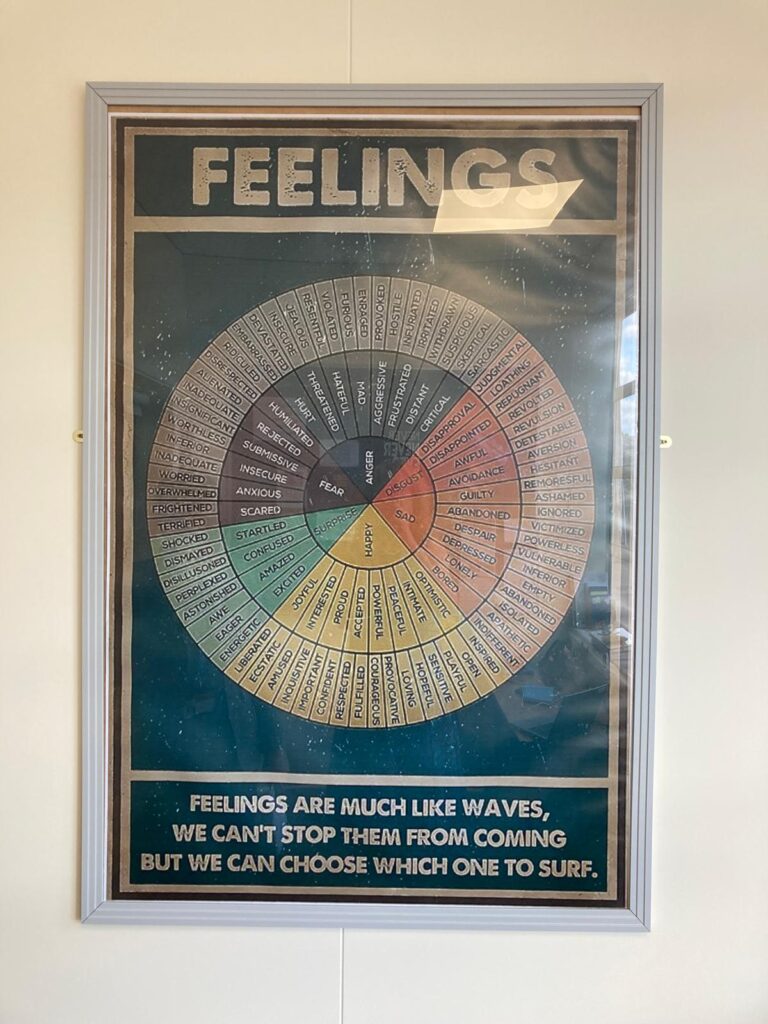 FEELINGS
EMBARRASSED
DEVASTATED
INSECURE
JEALOUS
VIOLATED
FURIOUS
ENRAGED
PROVOKED
HOSTILE
INFURIATED
IRRITATED
WITHDRAWN
SUSPICIOUS
SKEPTICAL
SARCASTIC
JUDGMENTAL
LOATHING
REPUGNANT
REVOLTED
REVULSION
DETESTABLE
AVERSION
HESITANT
REMORESFUL
ASHAMED
IGNORED
VICTIMIZED
POWERLESS
VULNERABLE
INFERIOR
EMPTY
ABANDONED
ISOLATED
APATHETIC
INDIFFERENT
INSPIRED
OPEN
PLAYFUL
SENSITIVE
HOPEFUL
LOVING
PROVOCATIVE
COURAGEOUS
FULFILLED
RESPECTED
CONFIDENT
IMPORTANT
INQUISITIVE
AMUSED
ECSTATIC
LIBERATED
ENERGETIC
EAGER
AWE
ASTONISHED
PERPLEXED
DISILLUSIONED
DISMAYED
SHOCKED
TERRIFIED
FRIGHTENED
OVERWHELMED
WORRIED
INADEQUATE
INFERIOR
WORTHLESS
INSIGNIFICANT
INADEQUATE
ALIENATED
DISRESPECTED
RIDICULED
HURT
THREATENED
HATEFUL
MAD
AGGRESSIVE
FRUSTRATED
DISTANT
CRITICAL
DISAPPROVAL
DISAPPOINTED
AWFUL
AVOIDANCE
GUILTY
ABANDONED
DESPAIR
DEPRESSED
LONELY
BORED
OPTIMISTIC
INTIMATE
PEACEFUL
POWERFUL
ACCEPTED
PROUD
INTERESTED
JOYFUL
EXCITED
AMAZED
CONFUSED
STARTLED
SCARED
ANXIOUS
INSECURE
SUBMISSIVE
REJECTED
HUMILIATED
ANGER
DISGUST
SAD
HAPPY
SURPRISE
FEAR
FEELINGS ARE MUCH LIKE WAVES,
WE CAN'T STOP THEM FROM COMING
BUT WE CAN CHOOSE WHICH ONE TO SURF.